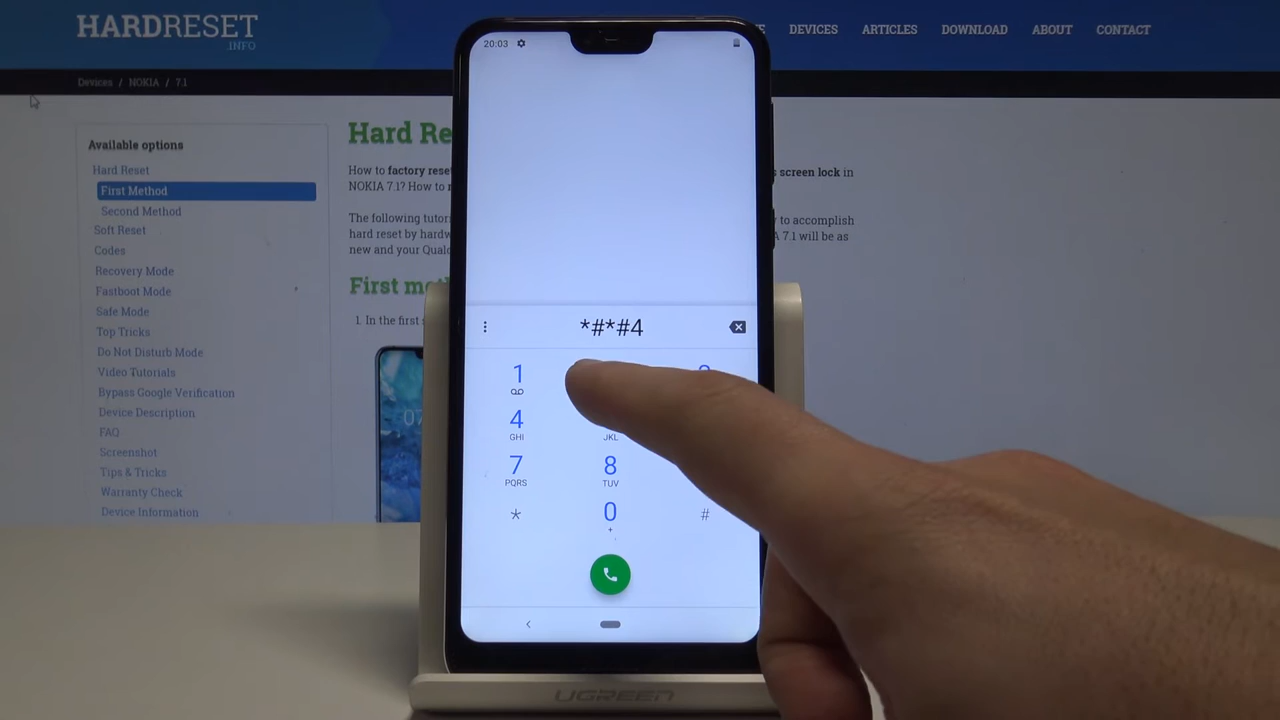 HARDRESET
.INFO
DEVICES ARTICLES DOWNLOAD ABOUT CONTACT
Devices / NOKIA / 7.1
Available options
Hard Reset
First Method
Second Method
Soft Reset
Codes
Recovery Mode
Fastboot Mode
Safe Mode
Top Tricks
Do Not Disturb Mode
Video Tutorials
Bypass Google Verification
Device Description
FAQ
Screenshot
Tips & Tricks
Warranty Check
Device Information
Hard Re
How to factory rese
screen lock in
NOKIA 7.1? How to
The following tutor
to accomplish
hard reset by hardw
7.1 will be as
new and your Qualc
First me
1. In the first s
07
20:03
*#*#4
1
4
GHI
JKL
7 8
PQRS TUV
* 0 #
+
UGREEN